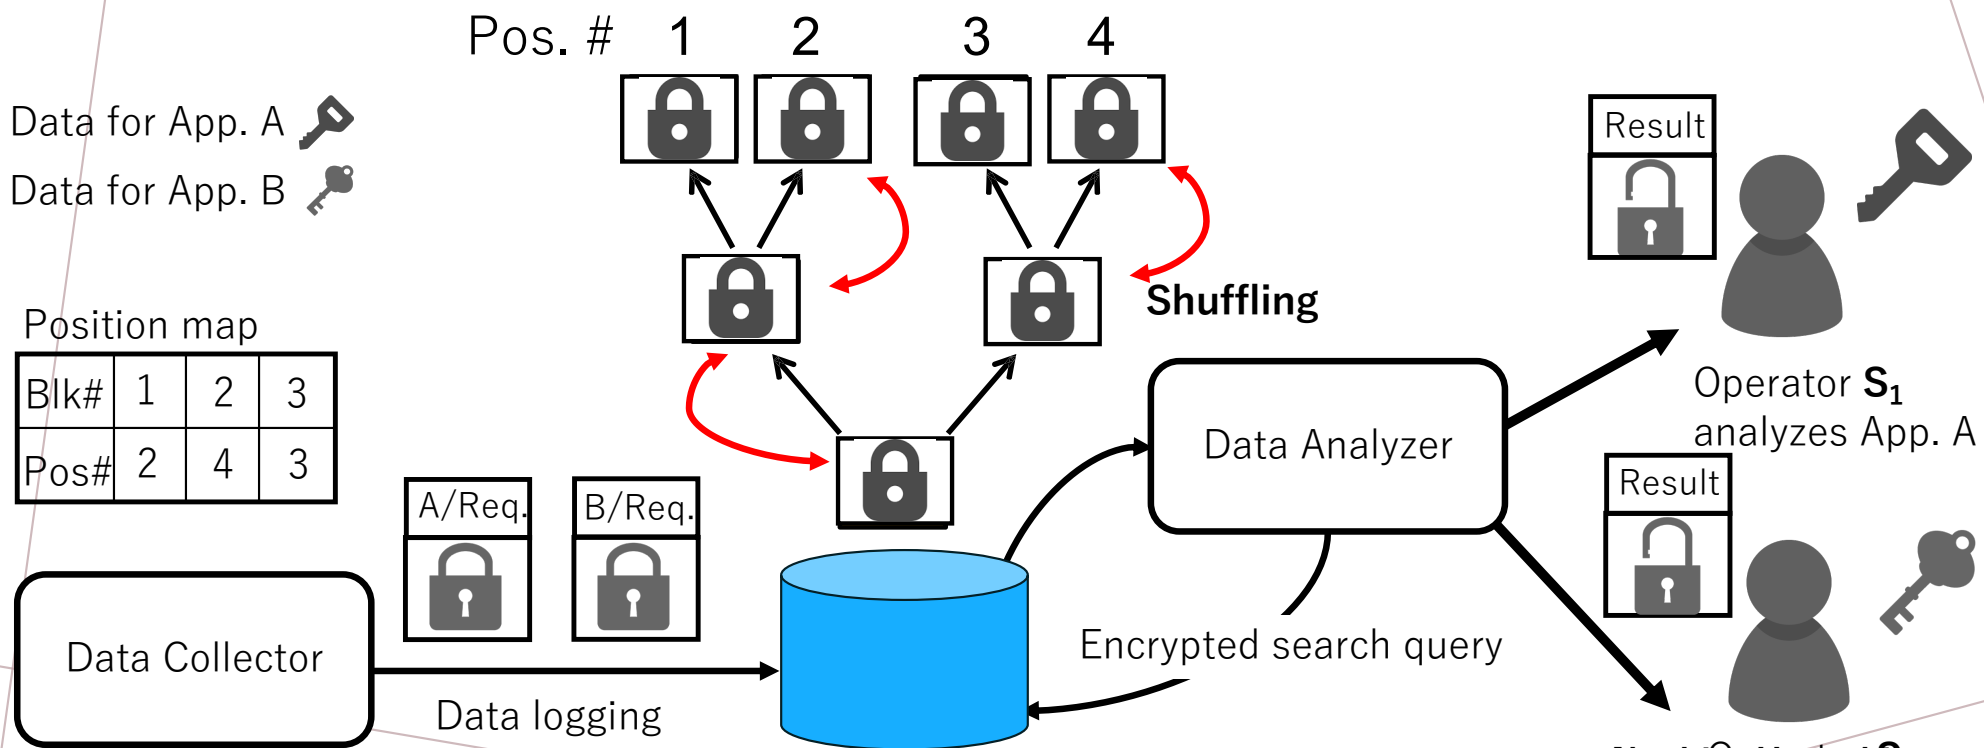 Pos. # 1 2 3 4
Data for App. A
Data for App. B
Result
Position map
Blk# 1 2 3
Pos# 2 4 3
Shuffling
Operator S₁
analyzes App. A
Data Analyzer
Result
A/Req.
B/Req.
Encrypted search query
Data Collector
Data logging